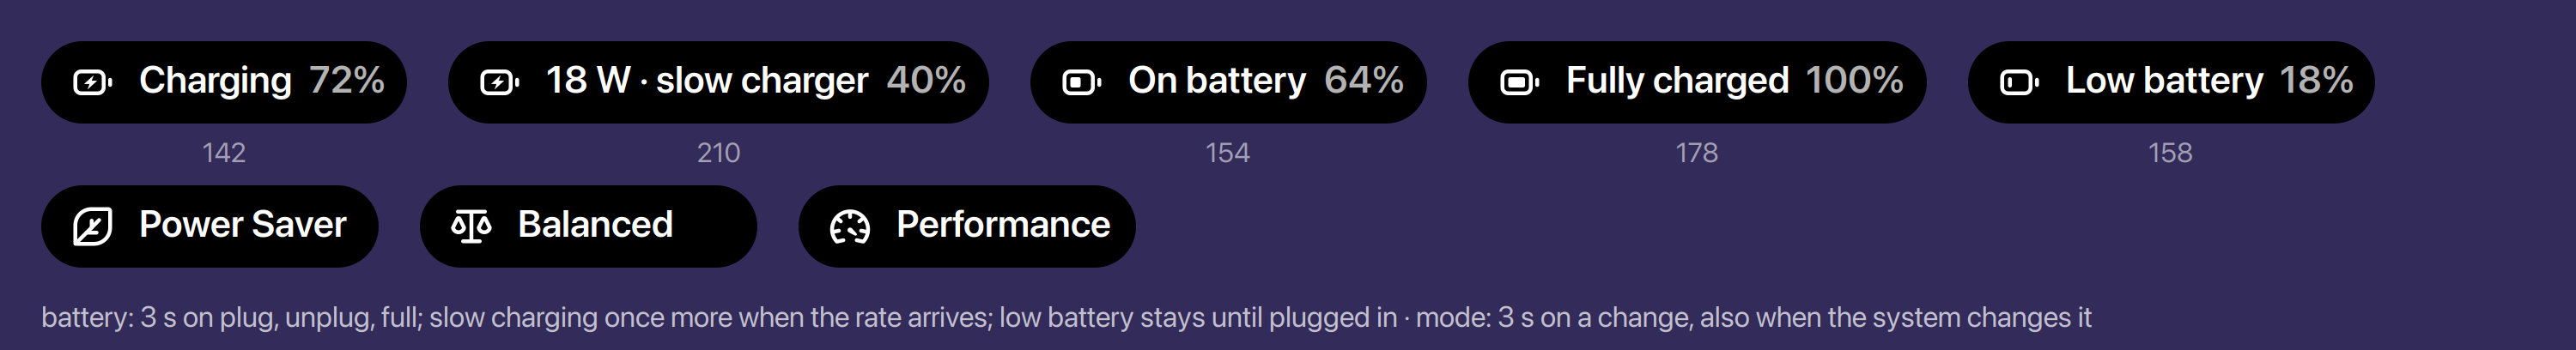 Charging 72% 18 W · slow charger 40% On battery 64% Fully charged 100% Low battery 18%
142 210 154 178 158
Power Saver Balanced Performance
battery: 3 s on plug, unplug, full; slow charging once more when the rate arrives; low battery stays until plugged in · mode: 3 s on a change, also when the system changes it